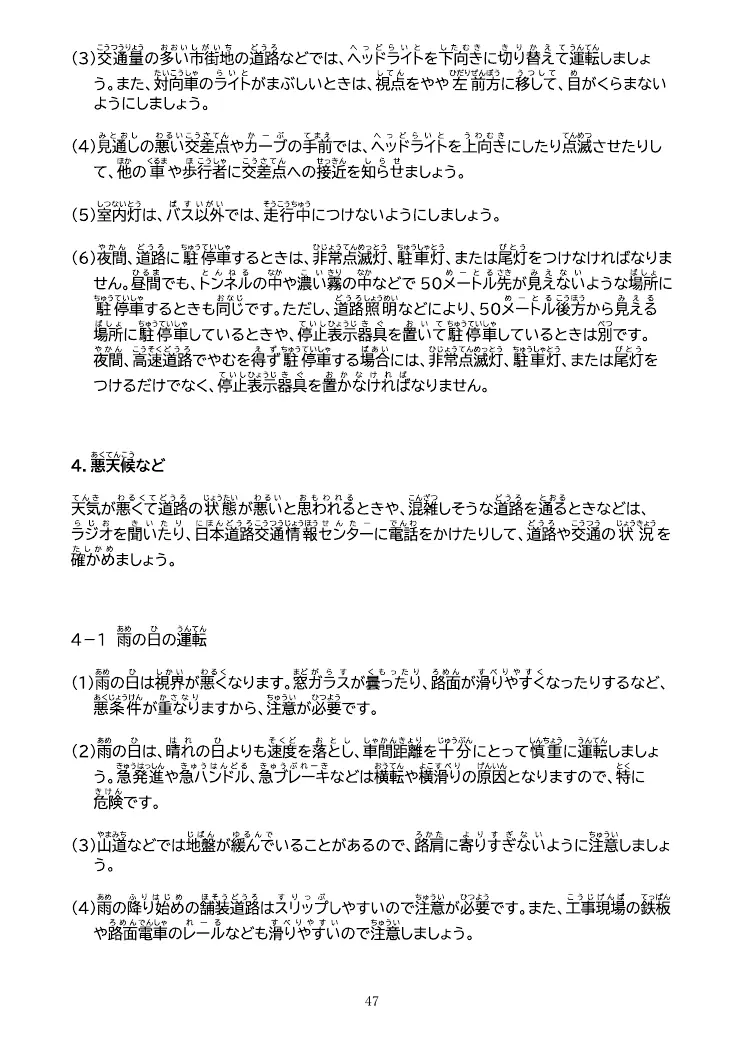 (3)交通量の多い市街地の道路などでは、ヘッドライトを下向きに切り替えて運転しましょ
う。また、対向車のライトがまぶしいときは、視点をやや左前方に移して、目がくらまない
ようにしましょう。
(4)見通しの悪い交差点やカーブの手前では、ヘッドライトを上向きにしたり点滅させたりし
て、他の車や歩行者に交差点への接近を知らせましょう。
(5)室内灯は、バス以外では、走行中につけないようにしましょう。
(6)夜間、道路に駐停車するときは、非常点滅灯、駐車灯、または尾灯をつけなければなりま
せん。昼間でも、トンネルの中や濃い霧の中などで50メートル先が見えないような場所に
駐停車するときも同じです。ただし、道路照明などにより、50メートル後方から見える
場所に駐停車しているときや、停止表示器具を置いて駐停車しているときは別です。
夜間、高速道路でやむを得ず駐停車する場合には、非常点滅灯、駐車灯、または尾灯を
つけるだけでなく、停止表示器具を置かなければなりません。
4.悪天候など
天気が悪くて道路の状態が悪いと思われるときや、混雑しそうな道路を通るときなどは、
ラジオを聞いたり、日本道路交通情報センターに電話をかけたりして、道路や交通の状況を
確かめましょう。
4－1 雨の日の運転
(1)雨の日は視界が悪くなります。窓ガラスが曇ったり、路面が滑りやすくなったりするなど、
悪条件が重なりますから、注意が必要です。
(2)雨の日は、晴れの日よりも速度を落とし、車間距離を十分にとって慎重に運転しましょ
う。急発進や急ハンドル、急ブレーキなどは横転や横滑りの原因となりますので、特に
危険です。
(3)山道などでは地盤が緩んでいることがあるので、路肩に寄りすぎないように注意しましょ
う。
(4)雨の降り始めの舗装道路はスリップしやすいので注意が必要です。また、工事現場の鉄板
や路面電車のレールなども滑りやすいので注意しましょう。
47